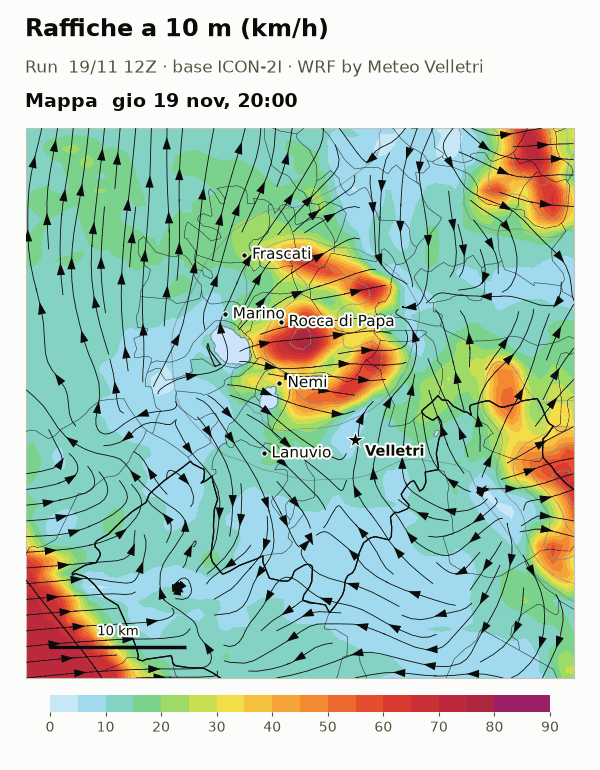 Raffiche a 10 m (km/h)
Run 19/11 12Z · base ICON-2I · WRF by Meteo Velletri
Mappa gio 19 nov, 20:00
Frascati
Marino
Rocca di Papa
Nemi
Velletri
Lanuvio
10 km
0 10 20 30 40 50 60 70 80 90